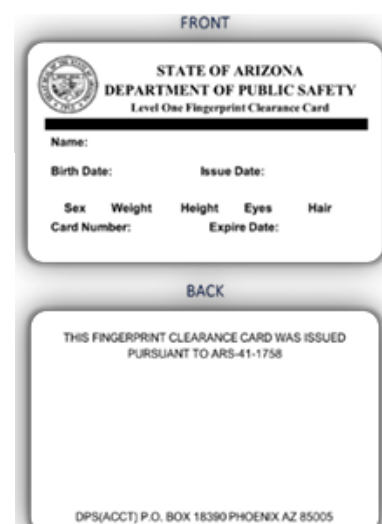 FRONT
STATE OF ARIZONA
DEPARTMENT OF PUBLIC SAFETY
Level One Fingerprint Clearance Card
Name:
Birth Date: Issue Date:
Sex Weight Height Eyes Hair
Card Number: Expire Date:
BACK
THIS FINGERPRINT CLEARANCE CARD WAS ISSUED
PURSUANT TO ARS-41-1758
DPS(ACCT) P.O. BOX 18390 PHOENIX AZ 85005